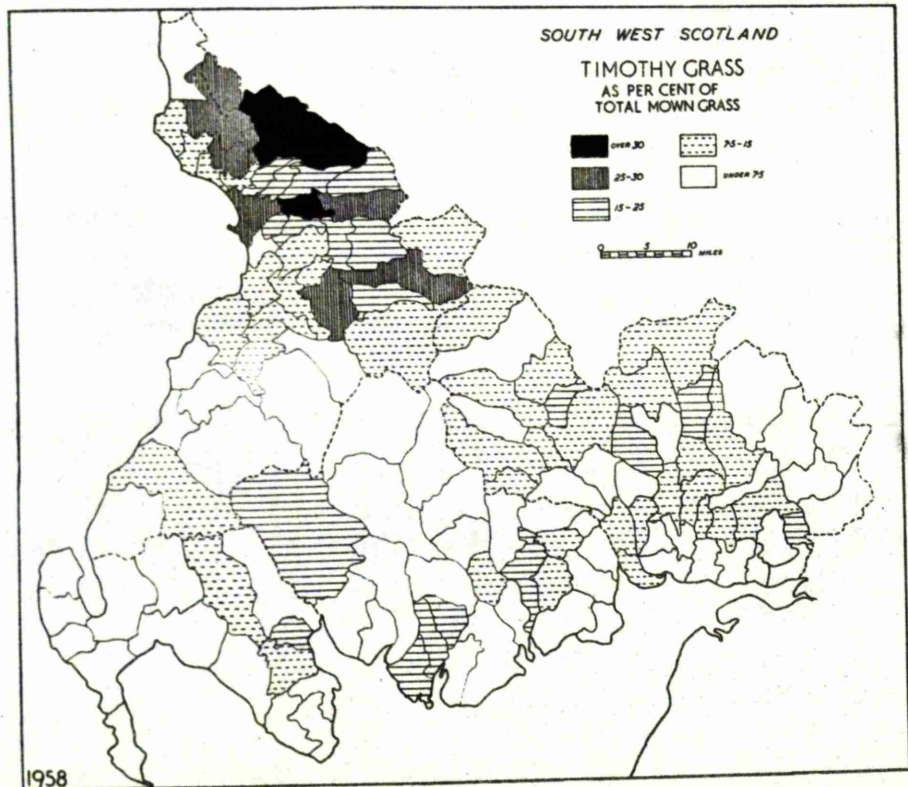 SOUTH WEST SCOTLAND
TIMOTHY GRASS
AS PER CENT OF
TOTAL MOWN GRASS
OVER 30
7·5-15
25-30
UNDER 7·5
15-25
0 5 10 MILES
1958